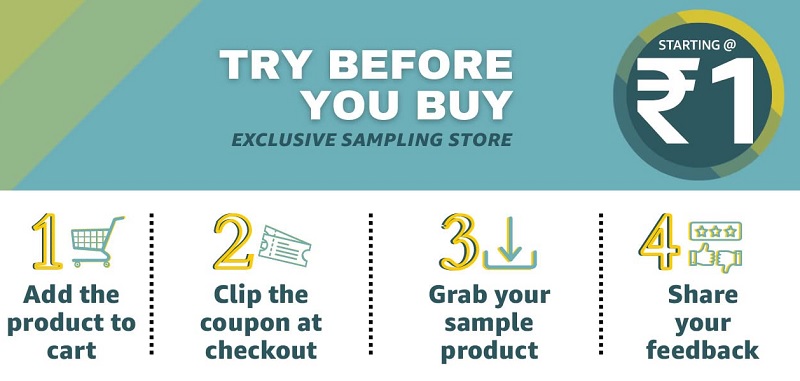 TRY BEFORE
YOU BUY
EXCLUSIVE SAMPLING STORE
STARTING @
₹1
1
Add the
product to
cart
2
Clip the
coupon at
checkout
3
Grab your
sample
product
4
Share
your
feedback